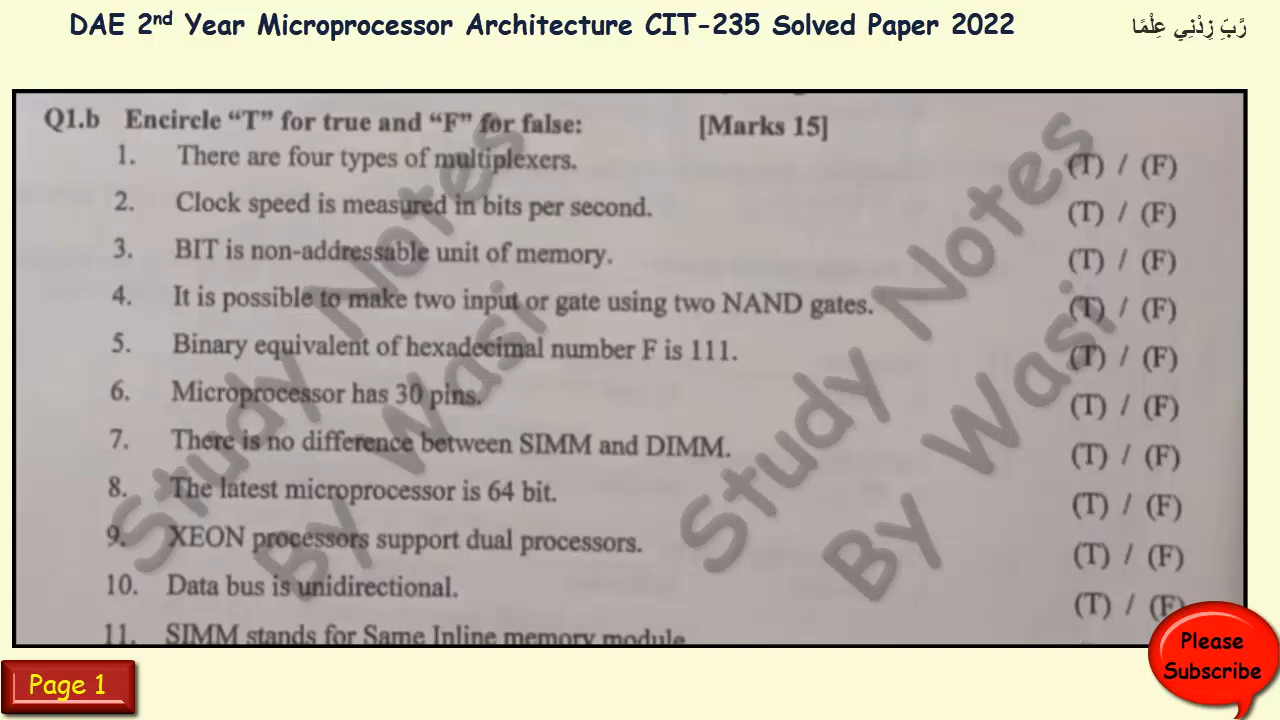 DAE 2nd Year Microprocessor Architecture CIT-235 Solved Paper 2022
رَّبِّ زِدْنِي عِلْمًا
Q1.b Encircle “T” for true and “F” for false: [Marks 15]
1. There are four types of multiplexers. (T) / (F)
2. Clock speed is measured in bits per second. (T) / (F)
3. BIT is non-addressable unit of memory. (T) / (F)
4. It is possible to make two input or gate using two NAND gates. (T) / (F)
5. Binary equivalent of hexadecimal number F is 111. (T) / (F)
6. Microprocessor has 30 pins. (T) / (F)
7. There is no difference between SIMM and DIMM. (T) / (F)
8. The latest microprocessor is 64 bit. (T) / (F)
9. XEON processors support dual processors. (T) / (F)
10. Data bus is unidirectional. (T) / (F)
11. SIMM stands for Same Inline memory module
Study Notes
By Wasi
Study Notes
By Wasi
Page 1
Please
Subscribe